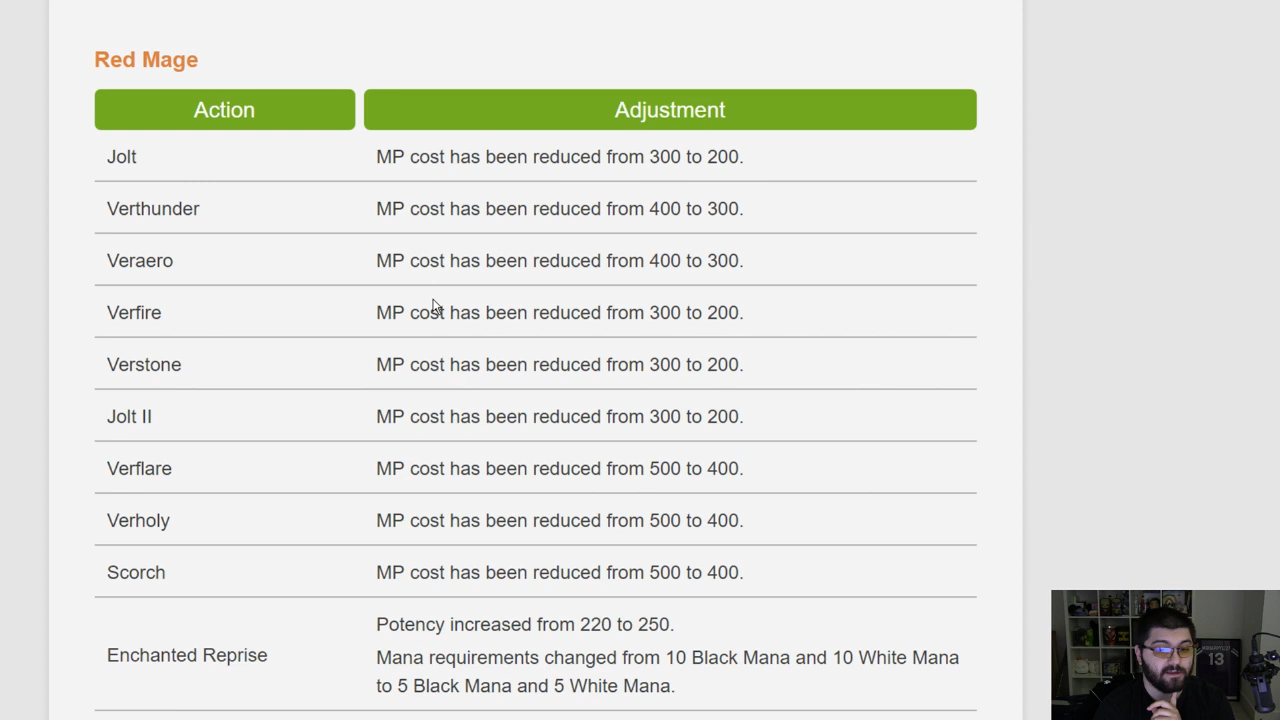 Red Mage
Action Adjustment
Jolt MP cost has been reduced from 300 to 200.
Verthunder MP cost has been reduced from 400 to 300.
Veraero MP cost has been reduced from 400 to 300.
Verfire MP cost has been reduced from 300 to 200.
Verstone MP cost has been reduced from 300 to 200.
Jolt II MP cost has been reduced from 300 to 200.
Verflare MP cost has been reduced from 500 to 400.
Verholy MP cost has been reduced from 500 to 400.
Scorch MP cost has been reduced from 500 to 400.
Enchanted Reprise
Potency increased from 220 to 250.
Mana requirements changed from 10 Black Mana and 10 White Mana
to 5 Black Mana and 5 White Mana.
13